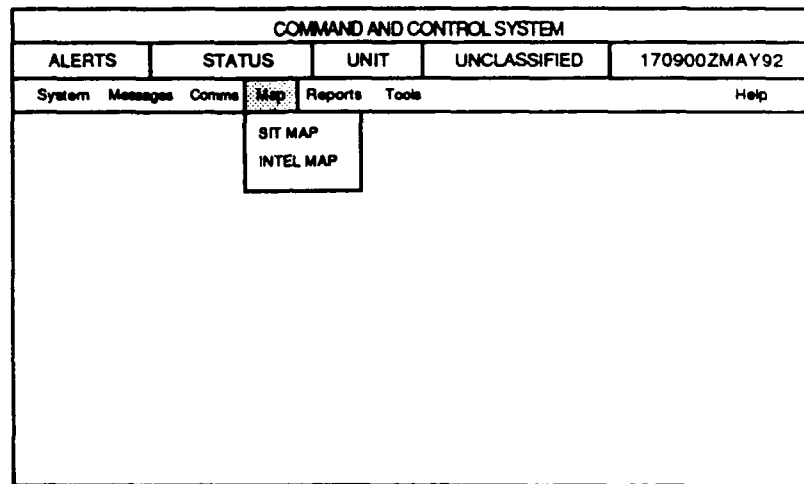 COMMAND AND CONTROL SYSTEM
ALERTS STATUS UNIT UNCLASSIFIED 170900ZMAY92
System Messages Comms Map Reports Tools Help
SIT MAP
INTEL MAP